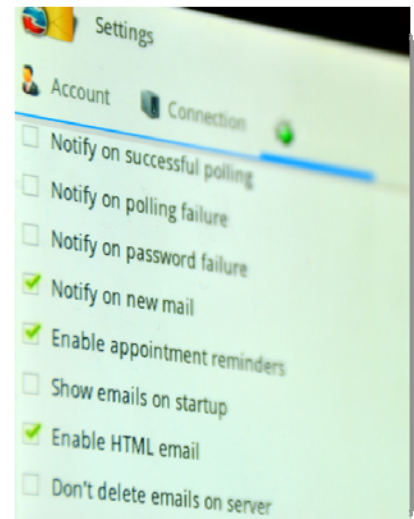 Settings
Account Connection
Notify on successful polling
Notify on polling failure
Notify on password failure
Notify on new mail
Enable appointment reminders
Show emails on startup
Enable HTML email
Don't delete emails on server